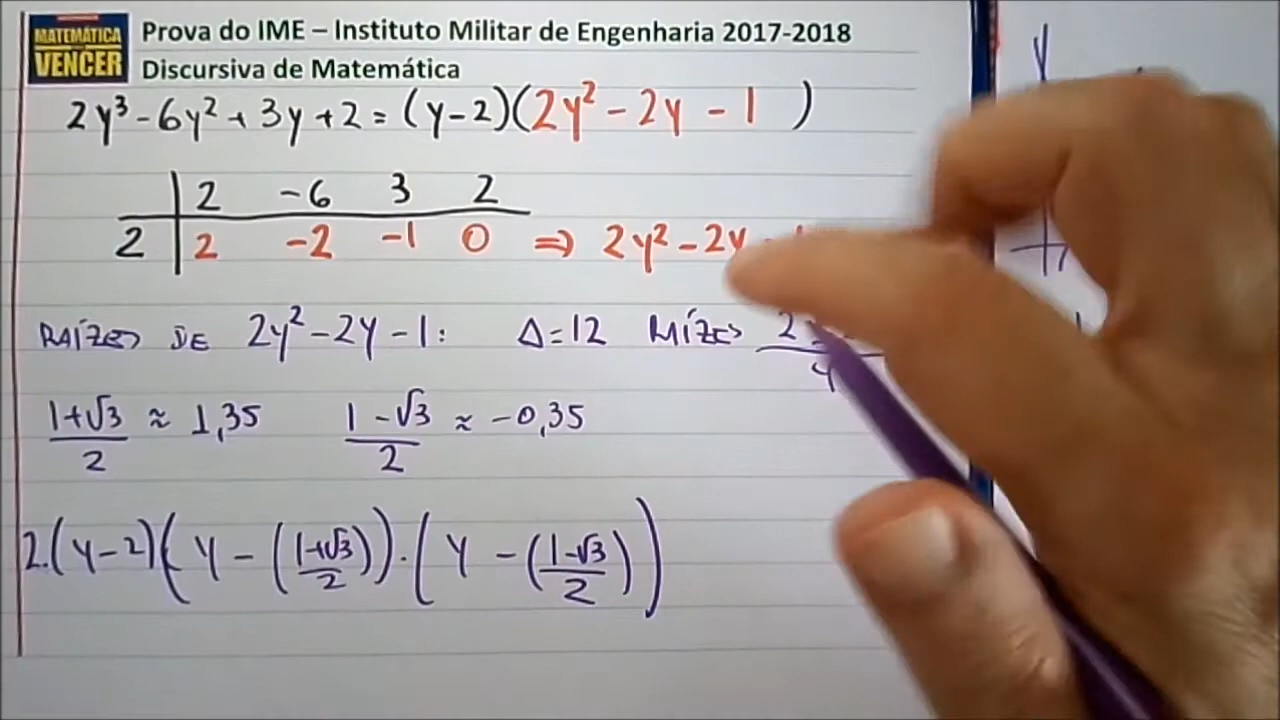 MATEMÁTICA
PARA
VENCER
Prova do IME – Instituto Militar de Engenharia 2017-2018
Discursiva de Matemática
2y³ - 6y² + 3y + 2 = (y-2)(2y² - 2y - 1 )
2 -6 3 2
2 2 -2 -1 0 ⇒ 2y² - 2y
RAÍZES DE 2y² - 2y - 1: Δ=12 RAÍZES
(1+√3)/2 ≈ 1,35 (1-√3)/2 ≈ -0,35
2.(y-2)(y - ((1+√3)/2)).(y - ((1-√3)/2))
y